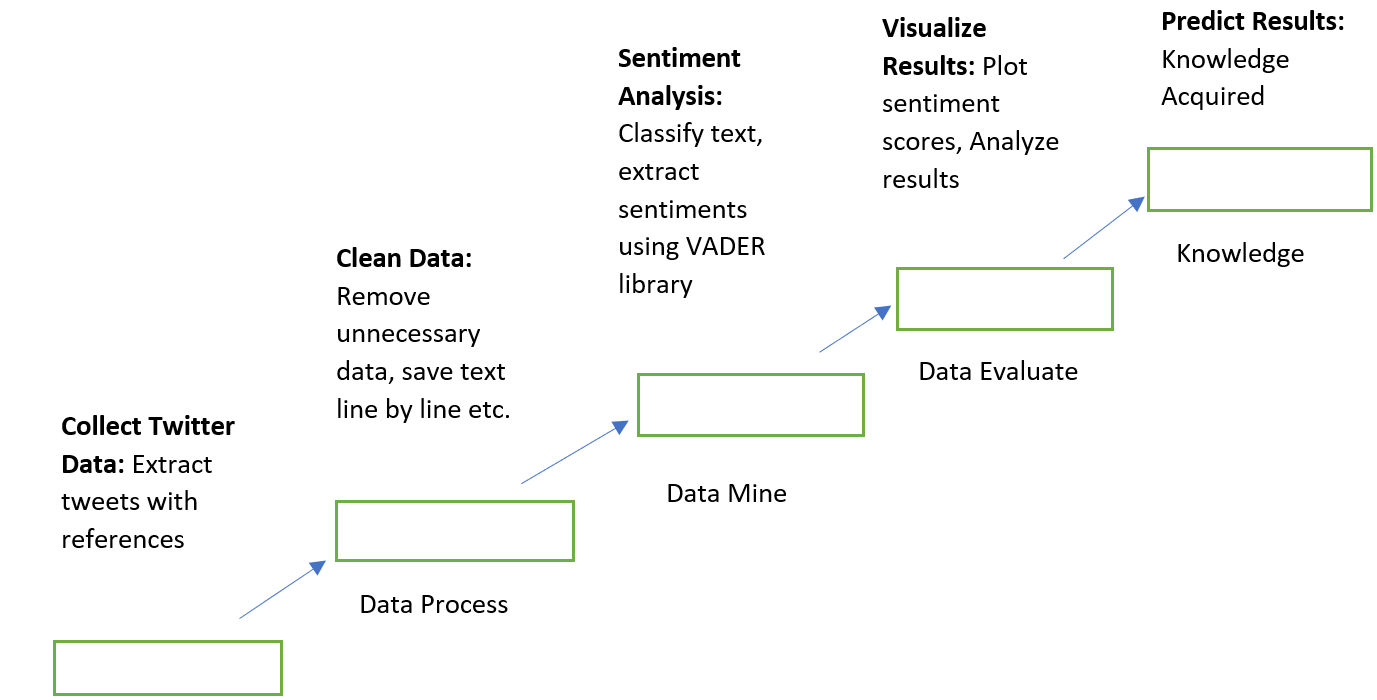 Collect Twitter
Data: Extract
tweets with
references
Clean Data:
Remove
unnecessary
data, save text
line by line etc.
Data Process
Sentiment
Analysis:
Classify text,
extract
sentiments
using VADER
library
Data Mine
Visualize
Results: Plot
sentiment
scores, Analyze
results
Data Evaluate
Predict Results:
Knowledge
Acquired
Knowledge